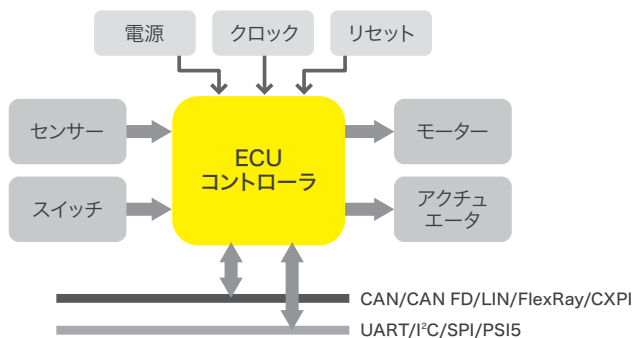 電源
クロック
リセット
センサー
スイッチ
ECU
コントローラ
モーター
アクチュ
エータ
CAN/CAN FD/LIN/FlexRay/CXPI
UART/I²C/SPI/PSI5